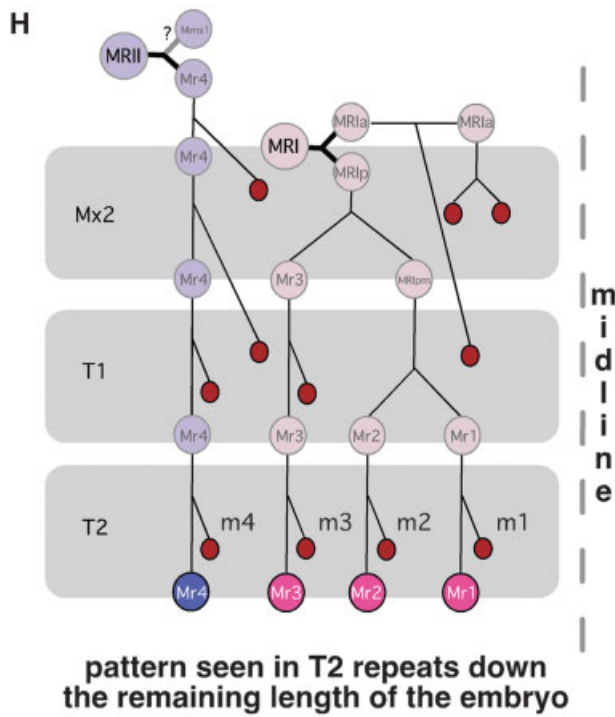 H
?
Mmx1
MRII
Mr4
MRIa
MRIa
MRI
Mr4
MRIp
Mx2
Mr4
Mr3
MRIpm
midline
T1
Mr4
Mr3
Mr2
Mr1
T2
m4
m3
m2
m1
Mr4
Mr3
Mr2
Mr1
pattern seen in T2 repeats down
the remaining length of the embryo